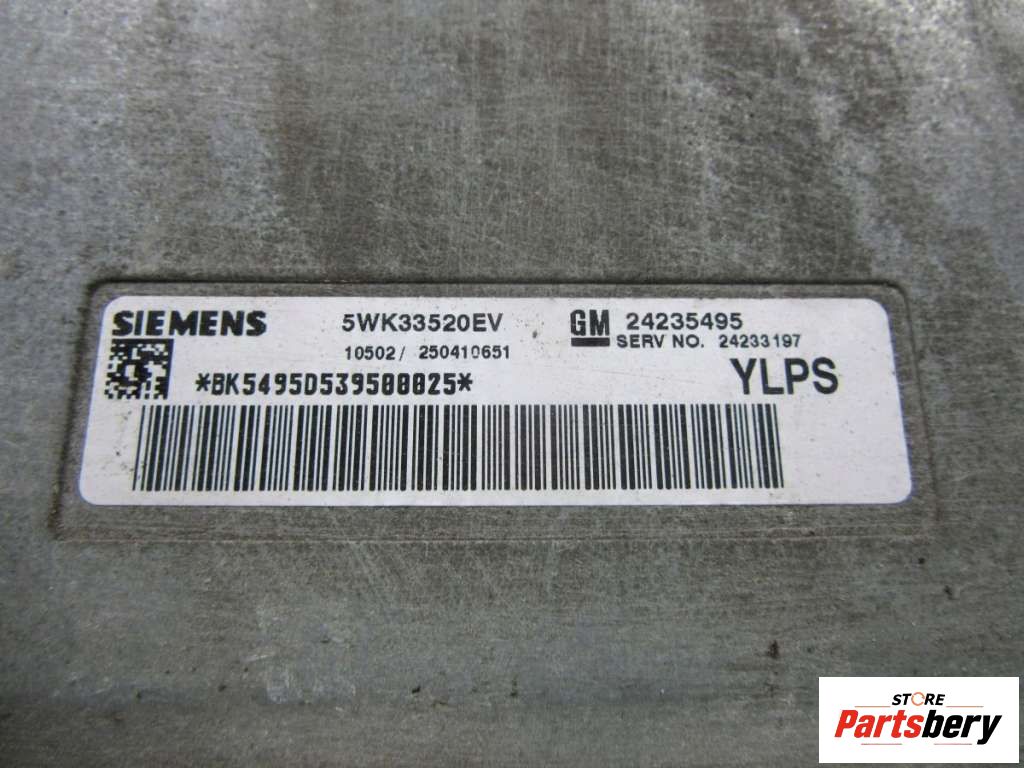 SIEMENS 5WK33520EV GM 24235495
10502/ 250410651 SERV NO. 24233197
*BK5495D539500025* YLPS
STORE
Partsbery